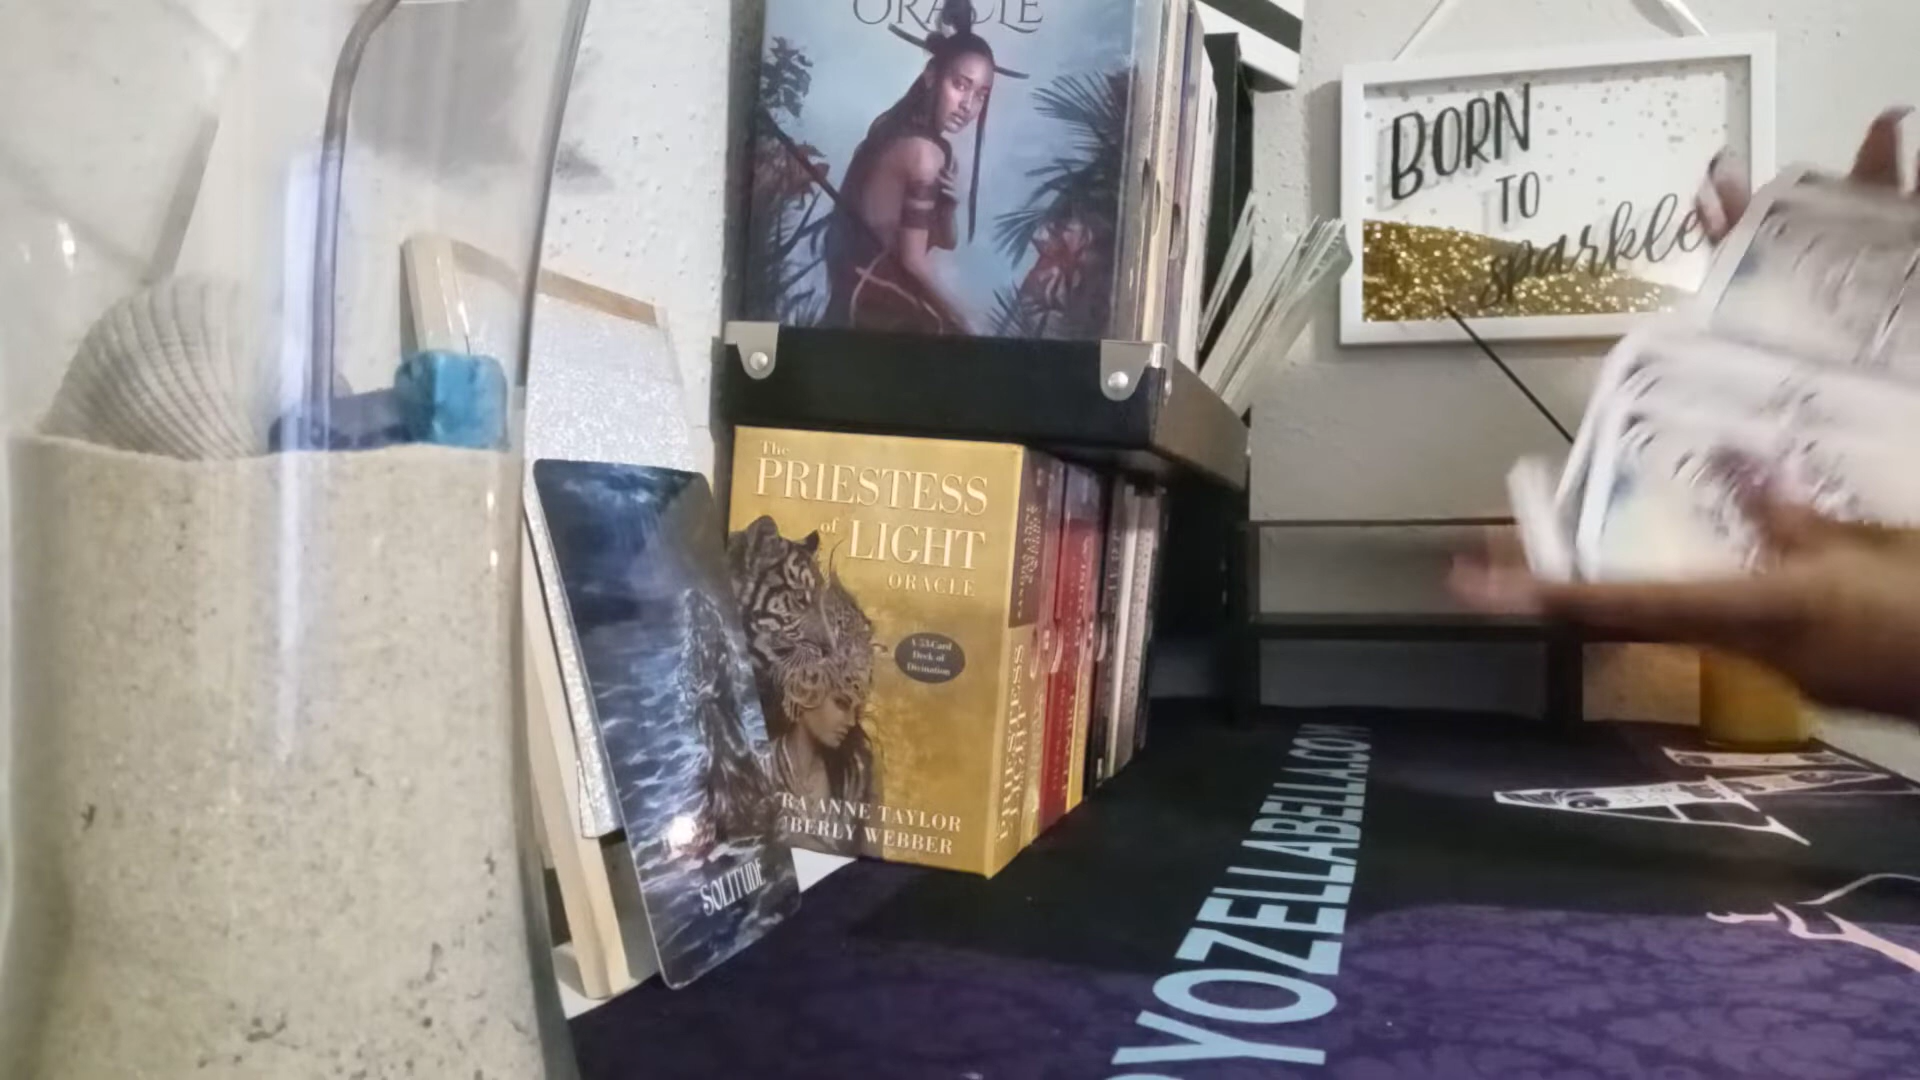 ORACLE
BORN
TO
sparkle
The
PRIESTESS
of LIGHT
ORACLE
A 53-Card
Deck of
Divination
RA ANNE TAYLOR
BERLY WEBBER
SOLITUDE
YOZELLABELLA.COM